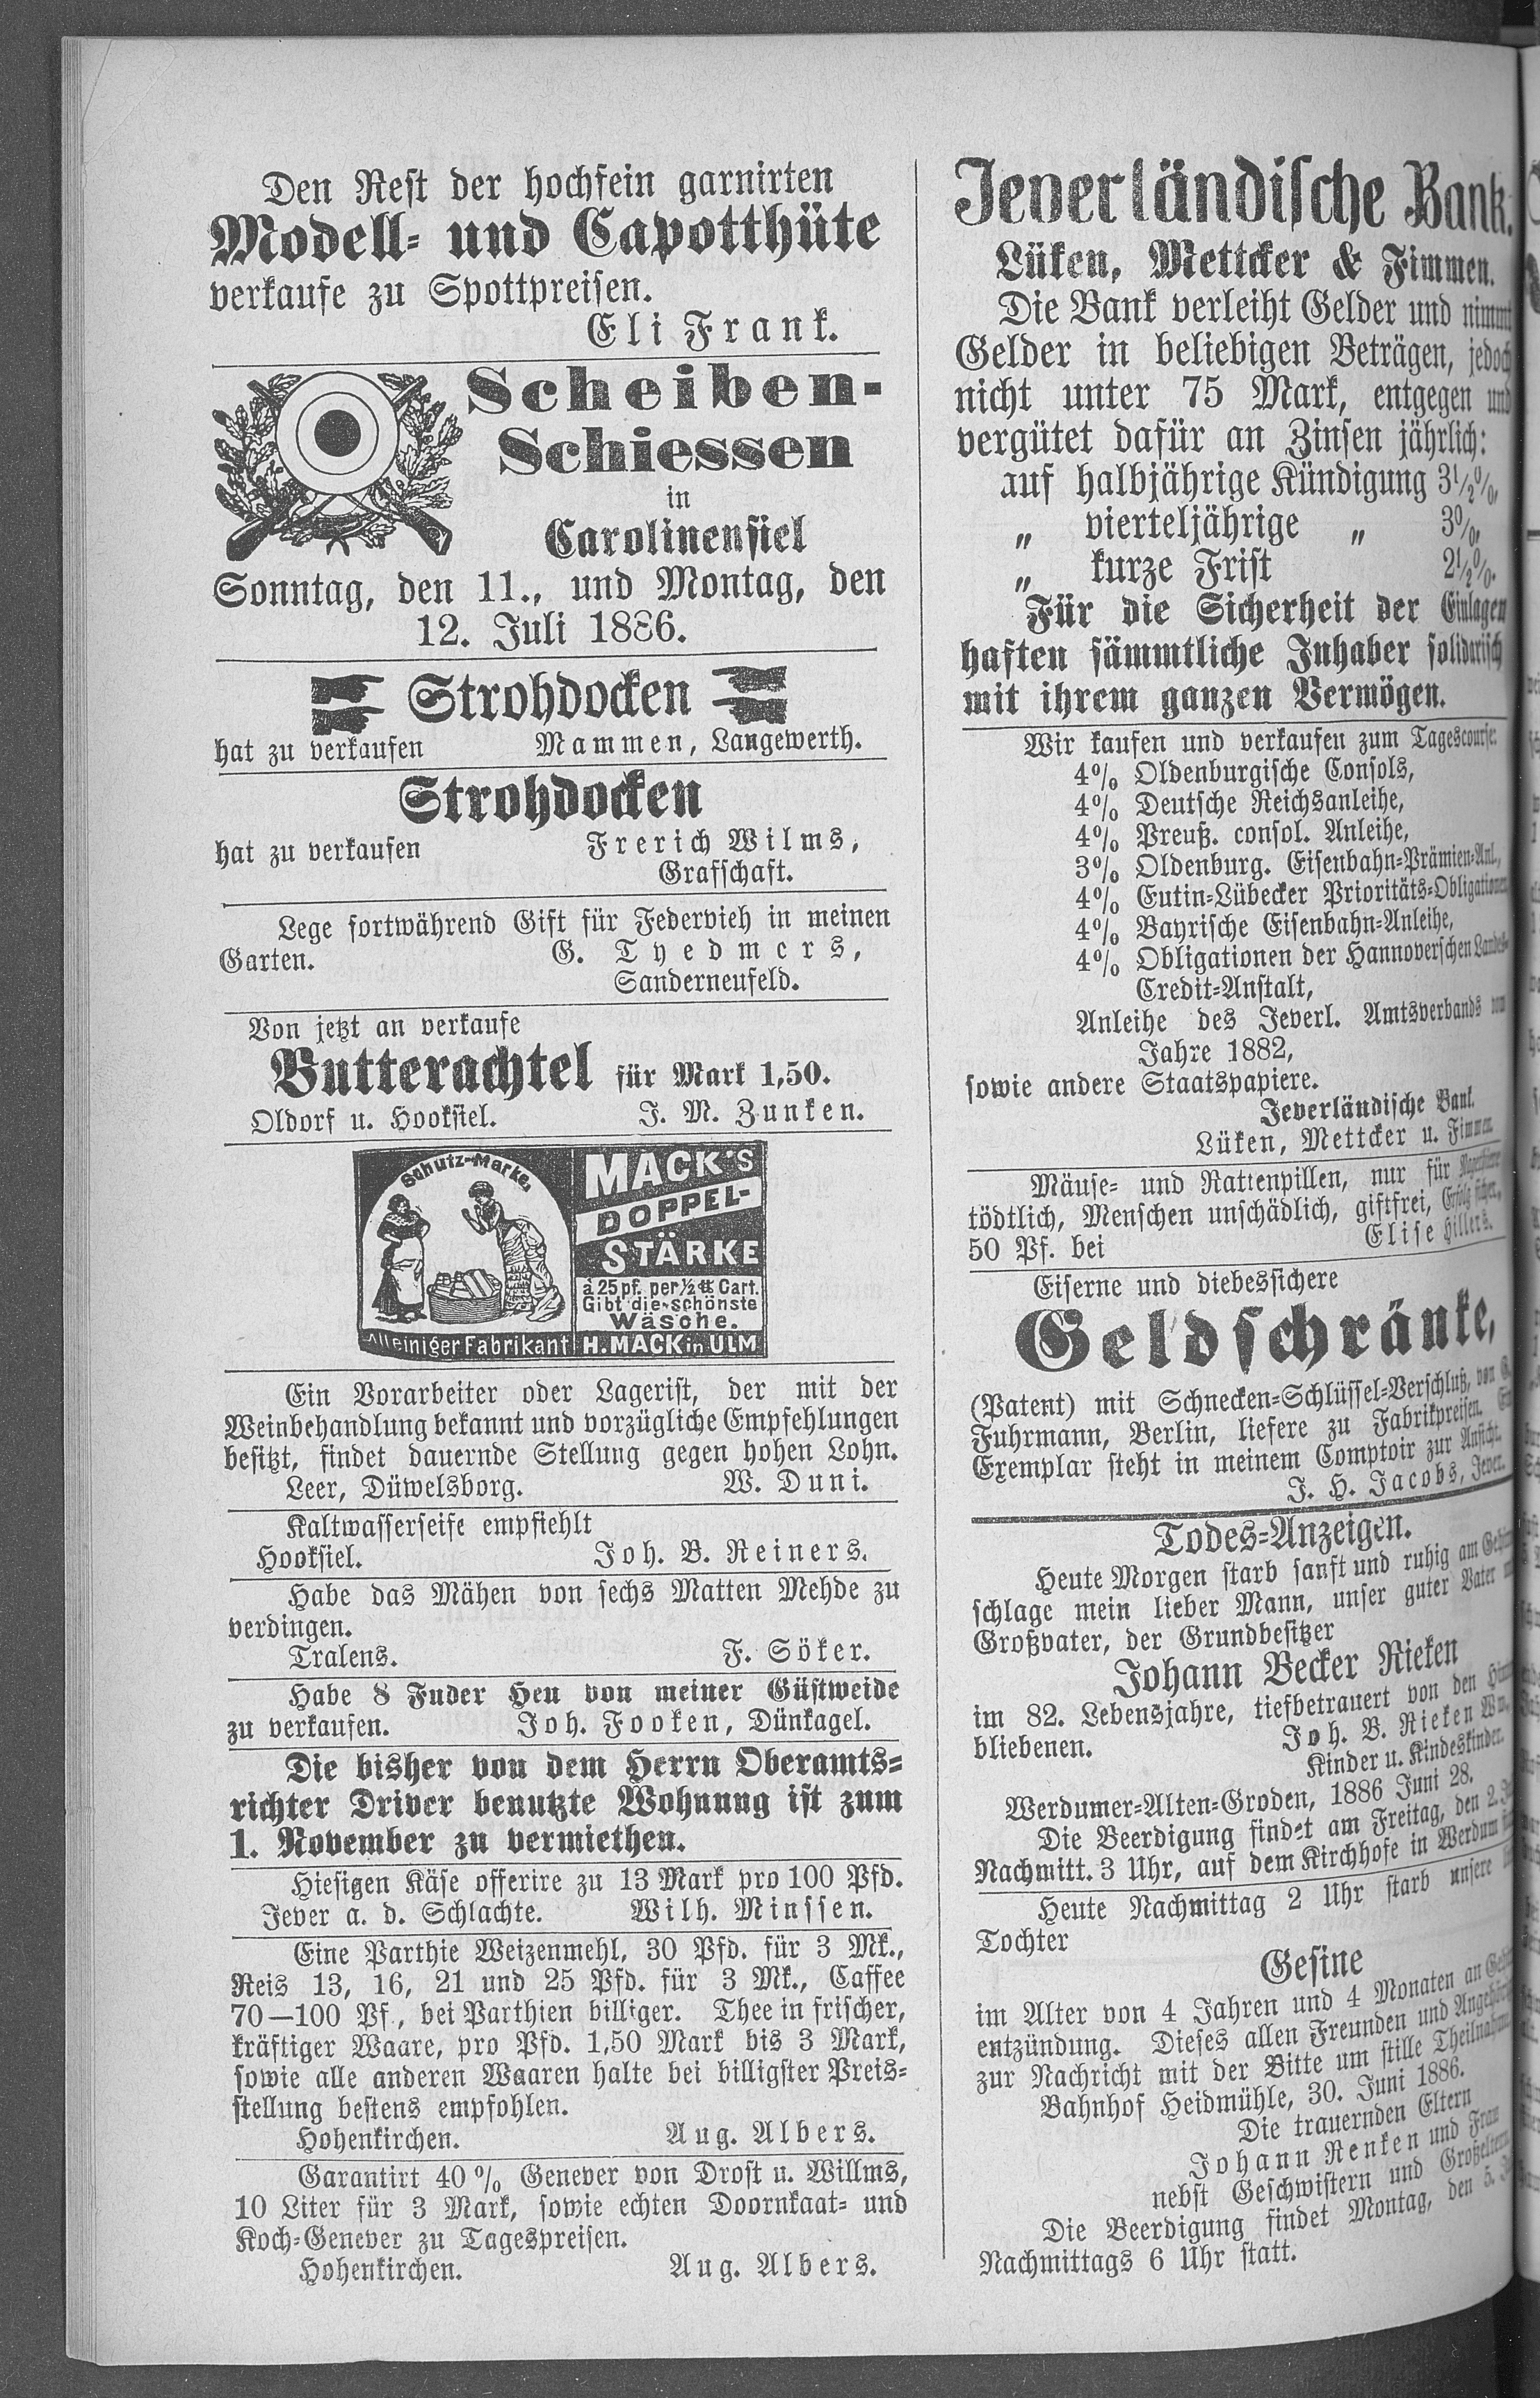 Den Rest der hochfein garnirten
Modell- und Capotthüte
verkaufe zu Spottpreisen.
Eli Frank.
Scheiben-
Schiessen
in
Carolinensiel
Sonntag, den 11., und Montag, den
12. Juli 1886.
Strohdocken
hat zu verkaufen Mammen, Langewerth.
Strohdocken
hat zu verkaufen Frerich Wilms,
Grafschaft.
Lege fortwährend Gift für Federvieh in meinen
Garten. G. Tyedmers,
Sanderneufeld.
Von jetzt an verkaufe
Butterachtel für Mark 1,50.
Oldorf u. Hooksiel. J. M. Zunken.
Schutz-Marke.
MACK'S
DOPPEL-
STÄRKE
à 25 pf. per ½ ℔ Cart.
Gibt die schönste
Wäsche.
Alleiniger Fabrikant H. MACK in ULM
Ein Vorarbeiter oder Lagerist, der mit der
Weinbehandlung bekannt und vorzügliche Empfehlungen
besitzt, findet dauernde Stellung gegen hohen Lohn.
Leer, Düwelsborg. W. Duni.
Kaltwasserseife empfiehlt
Hooksiel. Joh. B. Reiners.
Habe das Mähen von sechs Matten Mehde zu
verdingen.
Tralens. F. Söker.
Habe 8 Fuder Heu von meiner Güstweide
zu verkaufen. Joh. Fooken, Dünkagel.
Die bisher von dem Herrn Oberamts-
richter Driver benutzte Wohnung ist zum
1. November zu vermiethen.
Hiesigen Käse offerire zu 13 Mark pro 100 Pfd.
Jever a. d. Schlachte. Wilh. Minssen.
Eine Parthie Weizenmehl, 30 Pfd. für 3 Mk.,
Reis 13, 16, 21 und 25 Pfd. für 3 Mk., Caffee
70—100 Pf., bei Parthien billiger. Thee in frischer,
kräftiger Waare, pro Pfd. 1,50 Mark bis 3 Mark,
sowie alle anderen Waaren halte bei billigster Preis-
stellung bestens empfohlen.
Hohenkirchen. Aug. Albers.
Garantirt 40 % Genever von Drost u. Willms,
10 Liter für 3 Mark, sowie echten Doornkaat- und
Koch-Genever zu Tagespreisen.
Hohenkirchen. Aug. Albers.
Jeverländische Bank.
Lüken, Mettcker & Fimmen.
Die Bank verleiht Gelder und nimmt
Gelder in beliebigen Beträgen, jedoch
nicht unter 75 Mark, entgegen und
vergütet dafür an Zinsen jährlich:
auf halbjährige Kündigung 3½%,
„ vierteljährige „ 3%,
„ kurze Frist 2½%.
Für die Sicherheit der Einlagen
haften sämmtliche Inhaber solidarisch
mit ihrem ganzen Vermögen.
Wir kaufen und verkaufen zum Tagescourse:
4% Oldenburgische Consols,
4% Deutsche Reichsanleihe,
4% Preuß. consol. Anleihe,
3% Oldenburg. Eisenbahn-Prämien-Anl.,
4% Eutin-Lübecker Prioritäts-Obligationen,
4% Bayrische Eisenbahn-Anleihe,
4% Obligationen der Hannoverschen Landes-
Credit-Anstalt,
Anleihe des Jeverl. Amtsverbands vom
Jahre 1882,
sowie andere Staatspapiere.
Jeverländische Bank.
Lüken, Mettcker u. Fimmen.
Mäuse- und Rattenpillen, nur für Nagethiere
tödtlich, Menschen unschädlich, giftfrei, Erfolg sicher,
50 Pf. bei Elise Hillers.
Eiserne und diebessichere
Geldschränke,
(Patent) mit Schnecken-Schlüssel-Verschluß, von
Fuhrmann, Berlin, liefere zu Fabrikpreisen.
Exemplar steht in meinem Comptoir zur Ansicht.
J. H. Jacobs, Jever.
Todes-Anzeigen.
Heute Morgen starb sanft und ruhig am
schlage mein lieber Mann, unser guter Vater
Großvater, der Grundbesitzer
Johann Becker Rieken
im 82. Lebensjahre, tiefbetrauert von den
bliebenen. Joh. B. Rieken Ww.
Kinder u. Kindeskinder.
Werdumer-Alten-Groden, 1886 Juni 28.
Die Beerdigung findet am Freitag, den 2.
Nachmitt. 3 Uhr, auf dem Kirchhofe in Werdum
Heute Nachmittag 2 Uhr starb unsere
Tochter
Gesine
im Alter von 4 Jahren und 4 Monaten an
entzündung. Dieses allen Freunden und
zur Nachricht mit der Bitte um stille Theilnahme
Bahnhof Heidmühle, 30. Juni 1886.
Die trauernden Eltern
Johann Renken und Frau
nebst Geschwistern und Großeltern
Die Beerdigung findet Montag, den 5.
Nachmittags 6 Uhr statt.